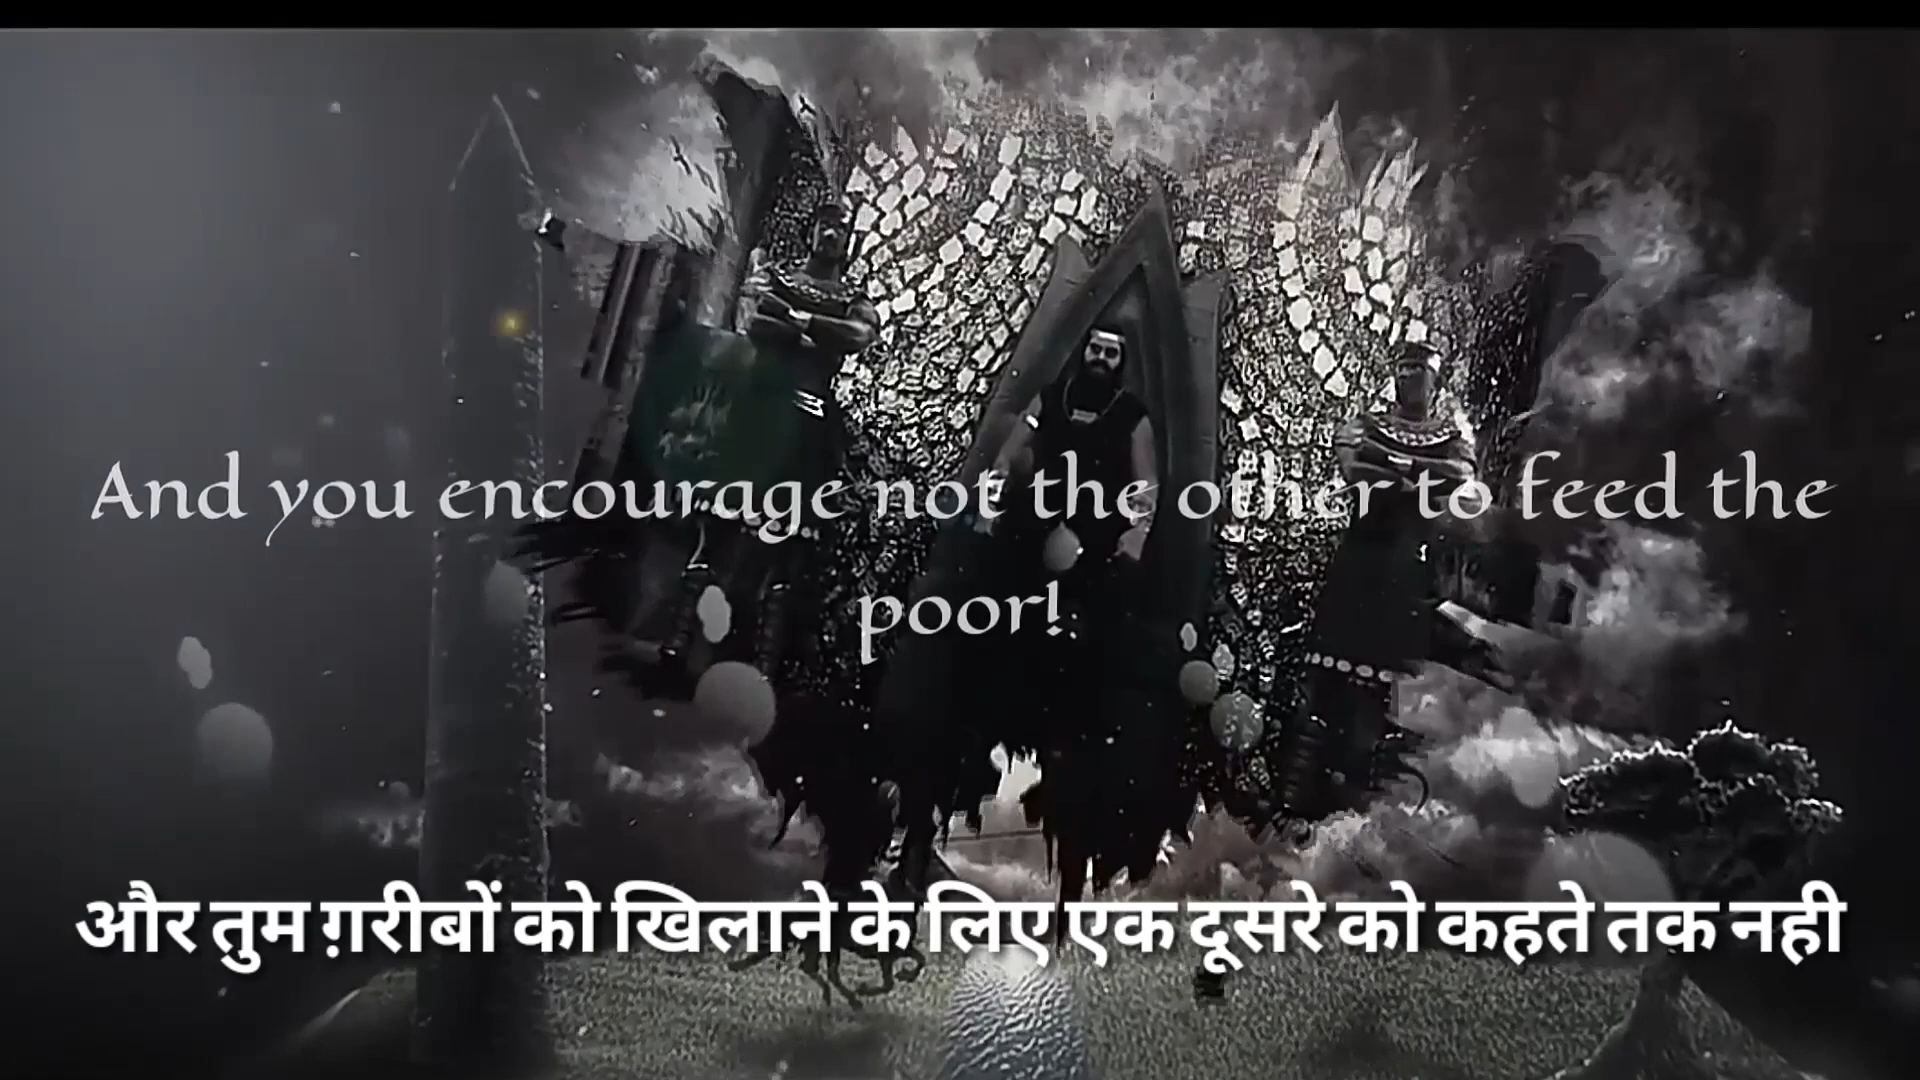 And you encourage not the other to feed the
poor!
और तुम ग़रीबों को खिलाने के लिए एक दूसरे को कहते तक नही